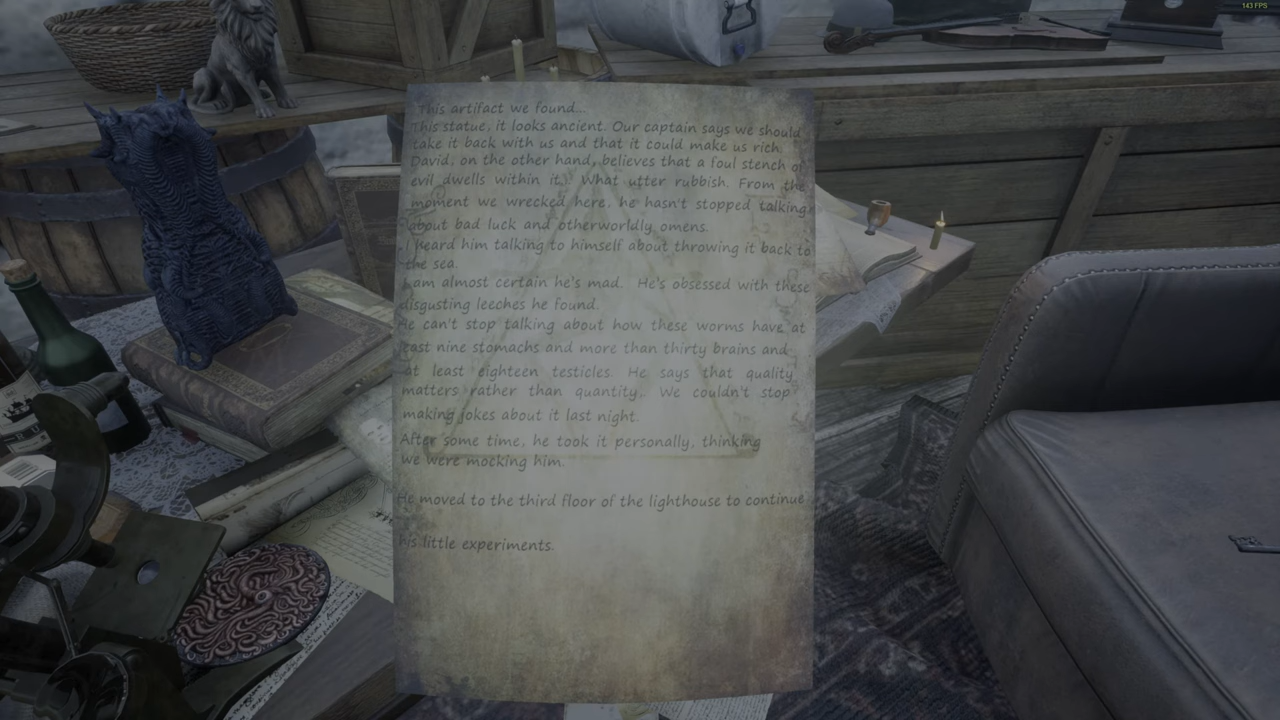 143 FPS
This artifact we found...
This statue, it looks ancient. Our captain says we should
take it back with us and that it could make us rich.
David, on the other hand, believes that a foul stench of
evil dwells within it.. What utter rubbish. From the
moment we wrecked here, he hasn't stopped talking
about bad luck and otherworldly omens.
I heard him talking to himself about throwing it back to
the sea.
I am almost certain he's mad. He's obsessed with these
disgusting leeches he found.
He can't stop talking about how these worms have at
least nine stomachs and more than thirty brains and
at least eighteen testicles. He says that quality
matters rather than quantity.. We couldn't stop
making jokes about it last night.
After some time, he took it personally, thinking
we were mocking him.
He moved to the third floor of the lighthouse to continue
his little experiments.